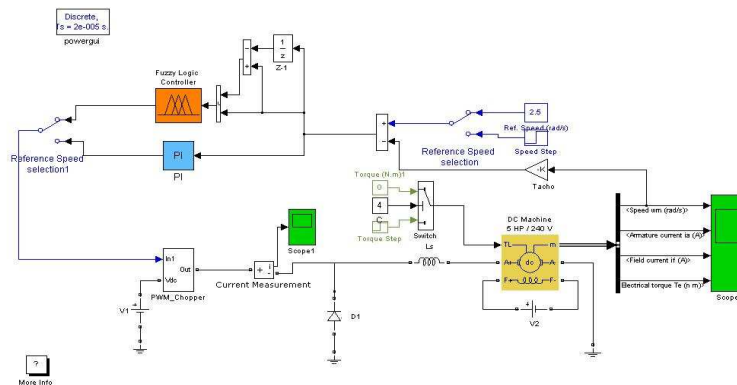 Discrete,
Ts = 2e-005 s.
powergui
Fuzzy Logic
Controller
1
z
Z-1
PI
PI
Reference Speed
selection1
2.5
Ref. Speed (rad/s)
Speed Step
Reference Speed
selection
-K-
Tacho
Torque (N.m)1
0
4
C
Torque Step
Switch
Ls
DC Machine
5 HP / 240 V
TL
m
dc
A+
A-
F+
F-
V2
<Speed wm (rad/s)>
<Armature current ia (A)>
<Field current if (A)>
Electrical torque Te (n m)>
Scope
Scope1
In1
Out
Vdc
PWM_Chopper
+
i
-
Current Measurement
V1
D1
?
More Info